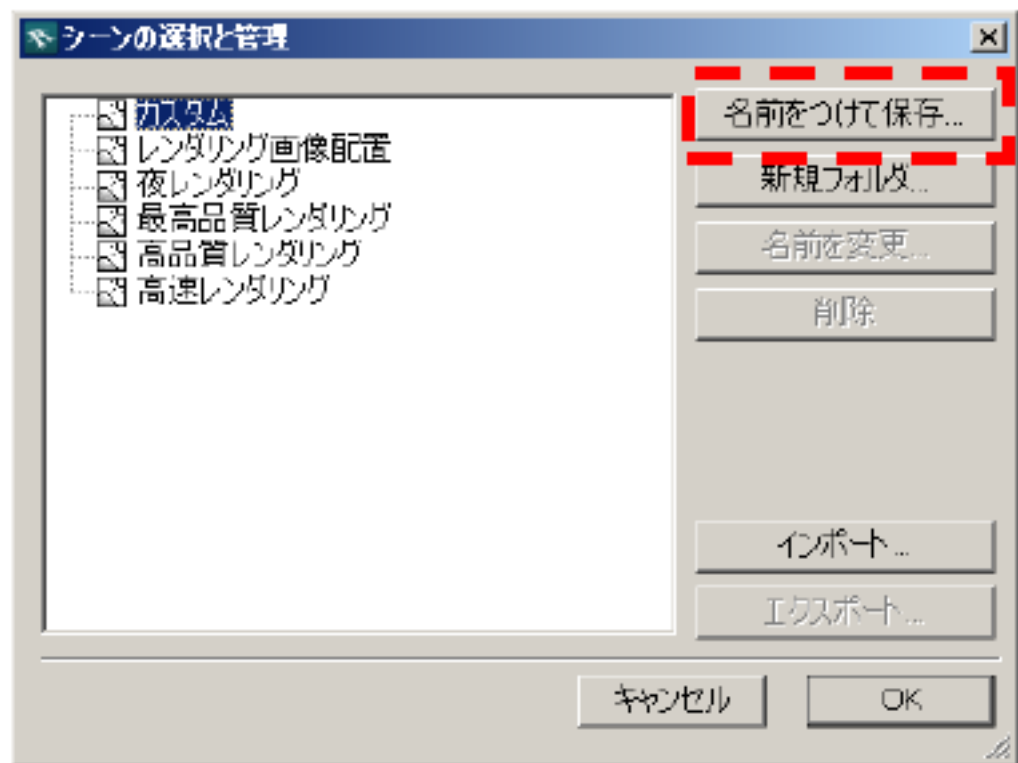 シーンの選択と管理
カスタム
レンダリング画像配置
夜レンダリング
最高品質レンダリング
高品質レンダリング
高速レンダリング
名前をつけて保存...
新規フォルダ...
名前を変更...
削除
インポート...
エクスポート...
キャンセル
OK